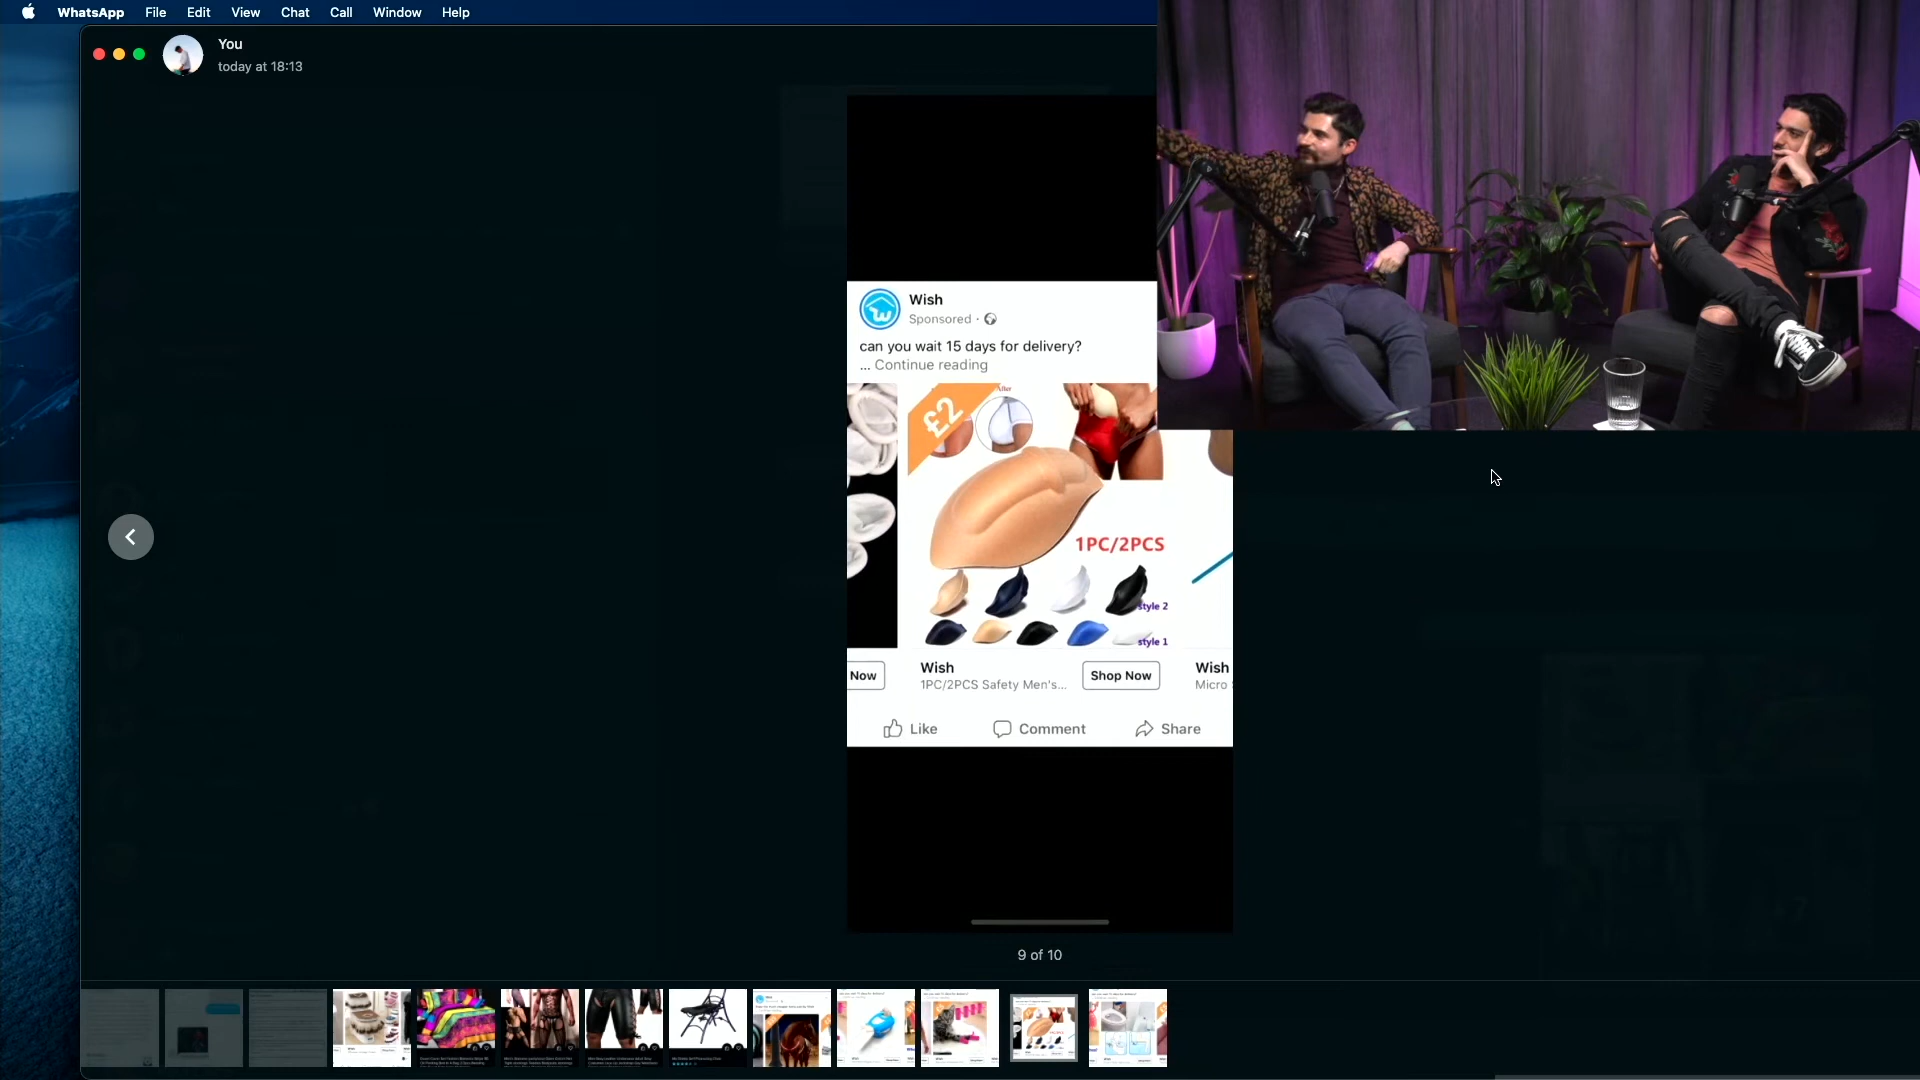 WhatsApp File Edit View Chat Call Window Help
You
today at 18:13
Wish
Sponsored ·
can you wait 15 days for delivery?
... Continue reading
After
£2
1PC/2PCS
style 2
style 1
Now
Wish
1PC/2PCS Safety Men's...
Shop Now
Wish
Micro
Like
Comment
Share
9 of 10